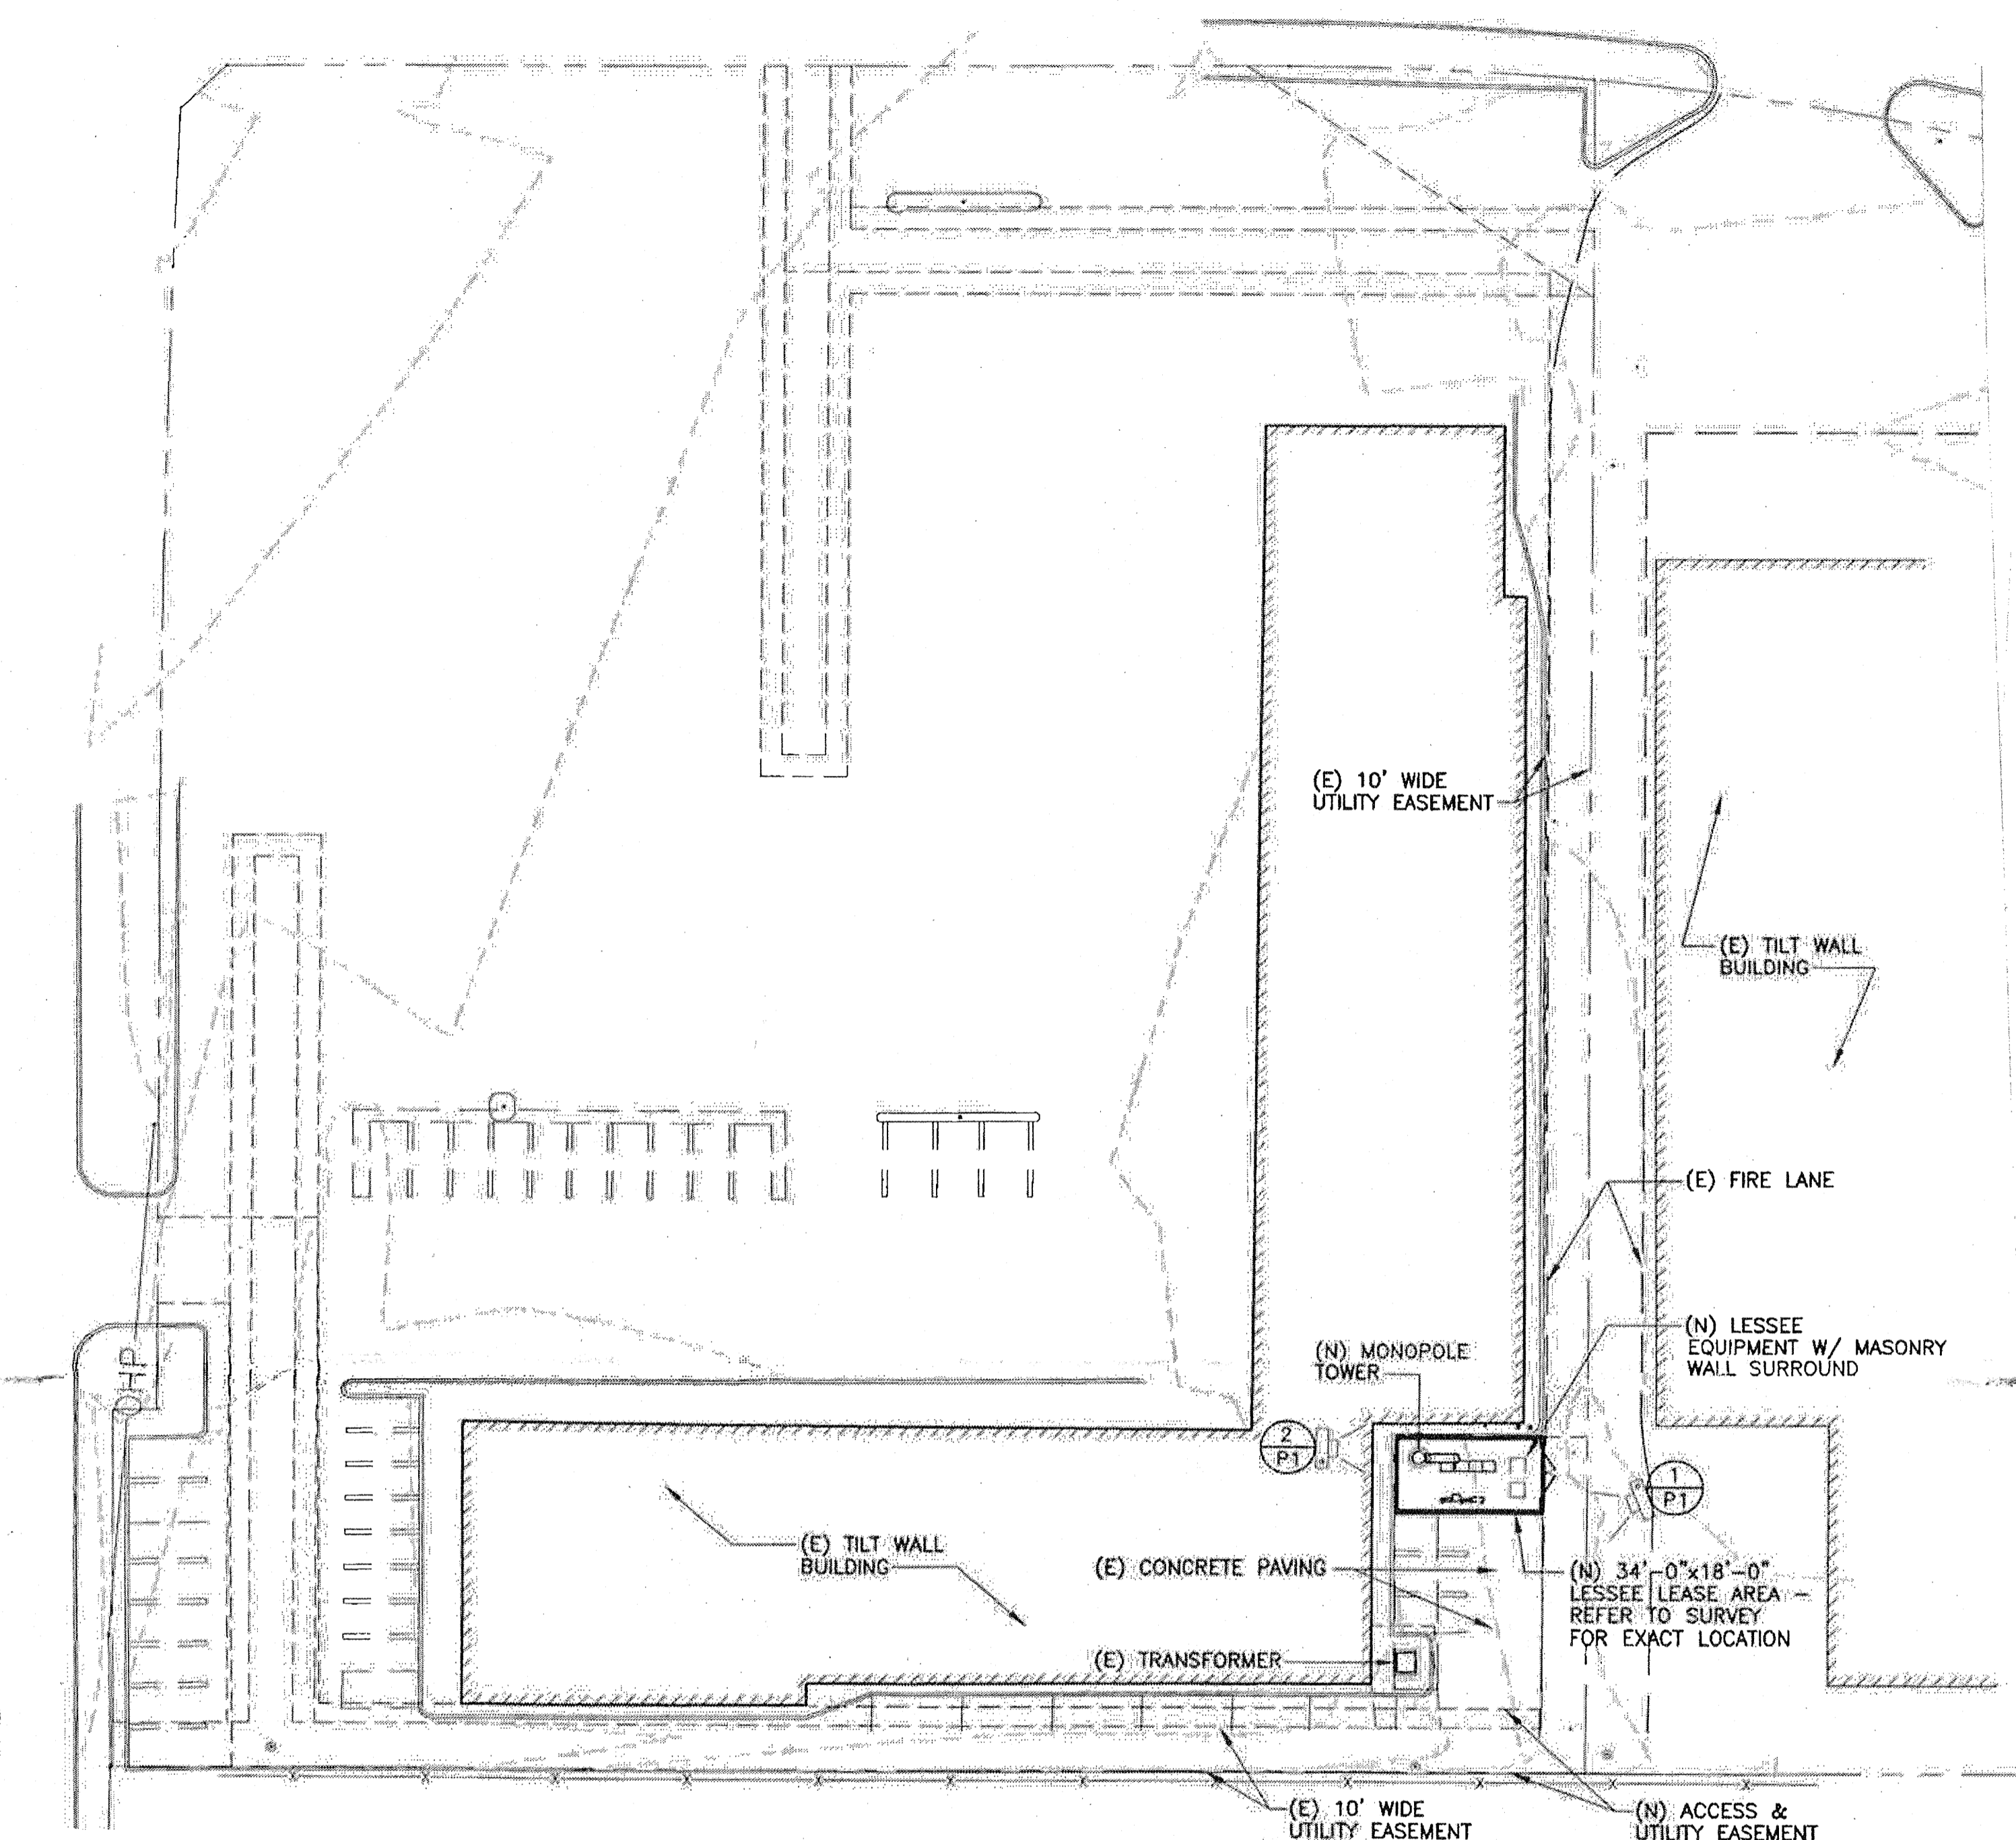 (E) 10' WIDE
UTILITY EASEMENT
(E) TILT WALL
BUILDING
(E) FIRE LANE
(N) LESSEE
EQUIPMENT W/ MASONRY
WALL SURROUND
(N) MONOPOLE
TOWER
OHP
2
P1
1
P1
(E) TILT WALL
BUILDING
(E) CONCRETE PAVING
(N) 34'-0"x18'-0"
LESSEE LEASE AREA -
REFER TO SURVEY
FOR EXACT LOCATION
(E) TRANSFORMER
(E) 10' WIDE
UTILITY EASEMENT
(N) ACCESS &
UTILITY EASEMENT